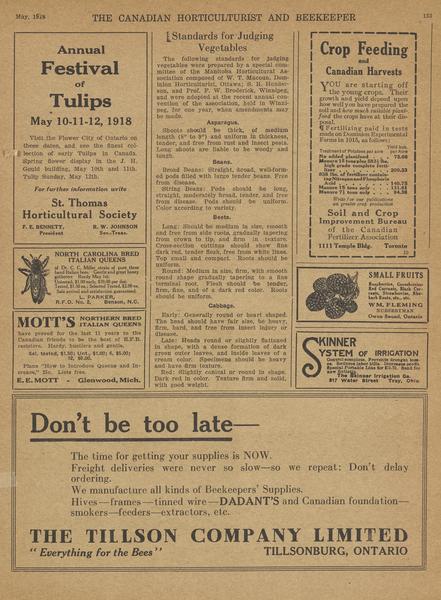 May, 1918
THE CANADIAN HORTICULTURIST AND BEEKEEPER
153
Annual
Festival
of
Tulips
May 10-11-12, 1918
Visit the Flower City of Ontario on
these dates, and see the finest col-
lection of early Tulips in Canada.
Spring flower display in the J. H.
Gould building, May 10th and 11th.
Tulip Sunday, May 12th.
For further information write
St. Thomas
Horticultural Society
F. E. BENNETT,
President
R. W. JOHNSON
Sec.-Treas.
NORTH CAROLINA BRED
ITALIAN QUEENS
of Dr. C. C. Miller strain of pure three
L. PARKER,
R.F.D. No. 2
Benson, N.C.
MOTT'S NORTHERN BRED
ITALIAN QUEENS
have proved for the last 11 years to the
Canadian friends to be the best of E.F.B.
resisters. Hardy, hustlers and gentle.
Plans "How to Introduce Queens and In-
crease," 25c. Lists free.
E. E. MOTT - Glenwood, Mich.
Standards for Judging
Vegetables
The following standards for judging
vegetables were prepared by a special com-
mittee of the Manitoba Horticultural As-
sociation composed of W. T. Macoun, Dom-
inion Horticulturist, Ottawa; S. R. Hender-
son, and Prof. F. W. Brodrick, Winnipeg,
and were adopted at the recent annual con-
vention of the association, held in Winni-
peg, for one year, when amendments may
be made.
Asparagus.
Shoots should be thick, of medium
length (8" to 9") and uniform in thickness,
tender, and free from rust and insect pests.
Long shoots are liable to be woody and
tough.
Beans.
Broad Beans: Straight, broad, well-form-
ed pods filled with large tender beans. Free
from disease.
String Beans: Pods should be long,
straight, moderately broad, tender, and free
from disease. Pods should be uniform.
Color according to variety.
Beets.
Long: Should be medium in size, smooth
and free from side roots, gradually tapering
from crown to tip, and firm in texture.
Cross-section cuttings should show fine
dark red, tender flesh, free from white lines.
Top small and compact. Roots should be
uniform.
Round: Medium in size, firm, with smooth
round shape gradually tapering to a fine
terminal root. Flesh should be tender,
firm, fine, and of a dark red color. Roots
should be uniform.
Cabbage.
Early: Generally round or heart shaped.
The head should have fair size, be heavy,
firm, hard, and free from insect injury or
disease.
Late: Heads round or slightly flattened
in shape, with a dense formation of dark
green outer leaves, and inside leaves of a
cream color. Specimens should be heavy
and have firm texture.
Red: Slightly conical or round in shape.
Dark red in color. Texture firm and solid,
with good weight.
Crop Feeding
and
Canadian Harvests
YOU are starting off
the young crops. Their
growth and yield depend upon
how well you have prepared the
soil and how much readily avail-
able food the crops have at their dis-
posal.
Fertilizing paid in tests
made on Dominion Experimental
Farms in 1915, as follows:
Write for our publications
on greater crop production
Soil and Crop
Improvement Bureau
of the Canadian
Fertilizer Association
1111 Temple Bldg. Toronto
SMALL FRUITS
WM. FLEMING
NURSERYMAN
Owen Sound, Ontario
SKINNER
SYSTEM OF IRRIGATION
The Skinner Irrigation Co.
217 Water Street Troy, Ohio
Don't be too late—
The time for getting your supplies is NOW.
Freight deliveries were never so slow—so we repeat: Don't delay
ordering.
We manufacture all kinds of Beekeepers' Supplies.
Hives—frames—tinned wire—DADANT'S and Canadian foundation—
smokers—feeders—extractors, etc.
THE TILLSON COMPANY LIMITED
"Everything for the Bees"
TILLSONBURG, ONTARIO